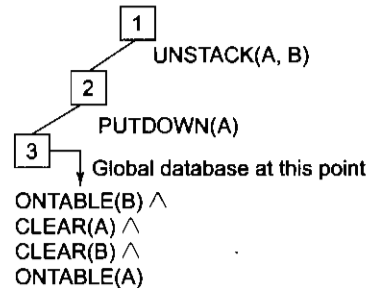 1
UNSTACK(A, B)
2
PUTDOWN(A)
3
Global database at this point
ONTABLE(B) ∧
CLEAR(A) ∧
CLEAR(B) ∧
ONTABLE(A)